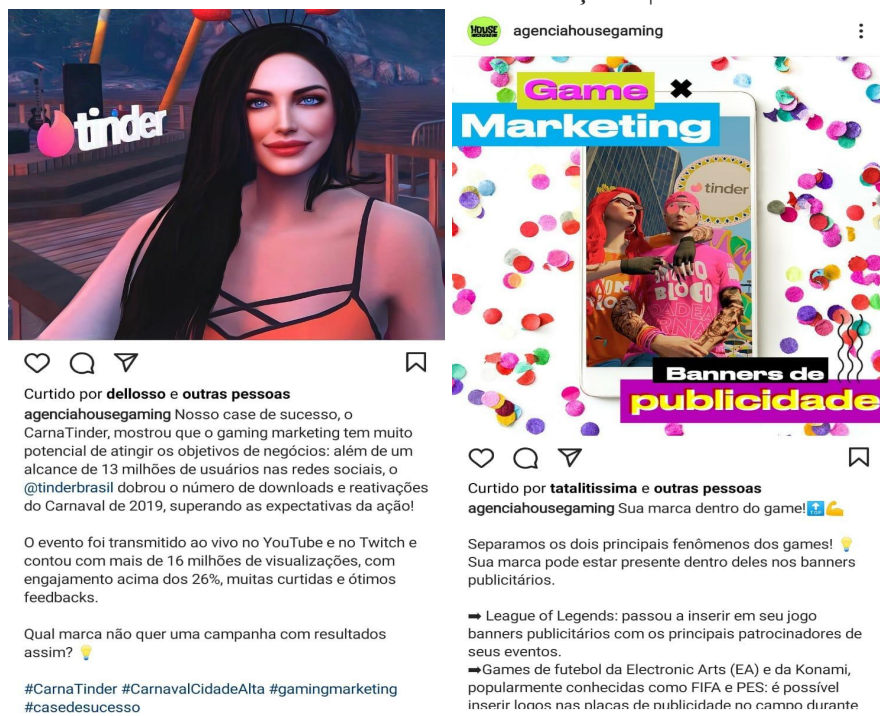 tinder
Curtido por dellosso e outras pessoas
agenciahousegaming Nosso case de sucesso, o
CarnaTinder, mostrou que o gaming marketing tem muito
potencial de atingir os objetivos de negócios: além de um
alcance de 13 milhões de usuários nas redes sociais, o
@tinderbrasil dobrou o número de downloads e reativações
do Carnaval de 2019, superando as expectativas da ação!
O evento foi transmitido ao vivo no YouTube e no Twitch e
contou com mais de 16 milhões de visualizações, com
engajamento acima dos 26%, muitas curtidas e ótimos
feedbacks.
Qual marca não quer uma campanha com resultados
assim? 💡
#CarnaTinder #CarnavalCidadeAlta #gamingmarketing
#casedesucesso
HOUSE
agenciahousegaming
Game
Marketing
tinder
BLOCO
Banners de
publicidade
Curtido por tatalitissima e outras pessoas
agenciahousegaming Sua marca dentro do game!🔝💪
Separamos os dois principais fenômenos dos games! 💡
Sua marca pode estar presente dentro deles nos banners
publicitários.
➡ League of Legends: passou a inserir em seu jogo
banners publicitários com os principais patrocinadores de
seus eventos.
➡Games de futebol da Electronic Arts (EA) e da Konami,
popularmente conhecidas como FIFA e PES: é possível
inserir logos nas placas de publicidade no campo durante